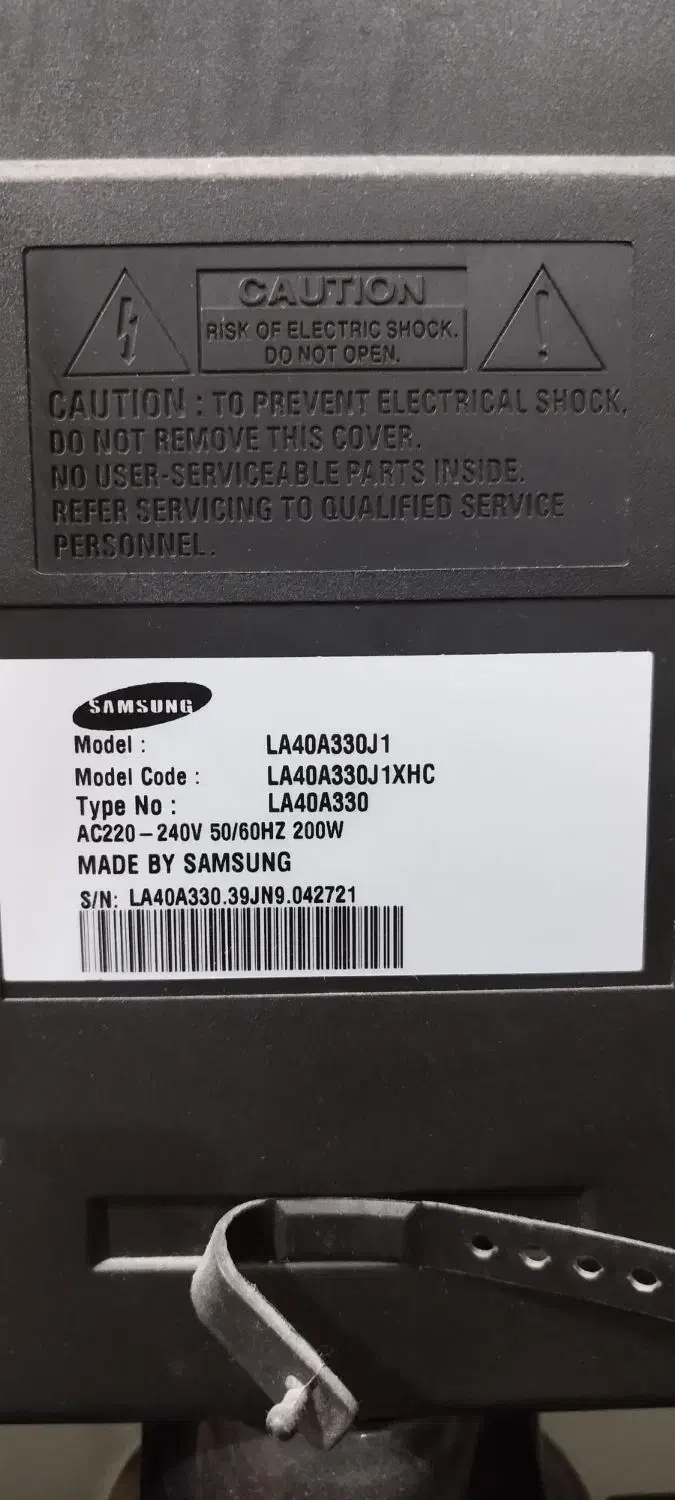 CAUTION
RISK OF ELECTRIC SHOCK.
DO NOT OPEN.
CAUTION : TO PREVENT ELECTRICAL SHOCK,
DO NOT REMOVE THIS COVER.
NO USER-SERVICEABLE PARTS INSIDE.
REFER SERVICING TO QUALIFIED SERVICE
PERSONNEL.
SAMSUNG
Model : LA40A330J1
Model Code : LA40A330J1XHC
Type No : LA40A330
AC220-240V 50/60HZ 200W
MADE BY SAMSUNG
S/N: LA40A330.39JN9.042721